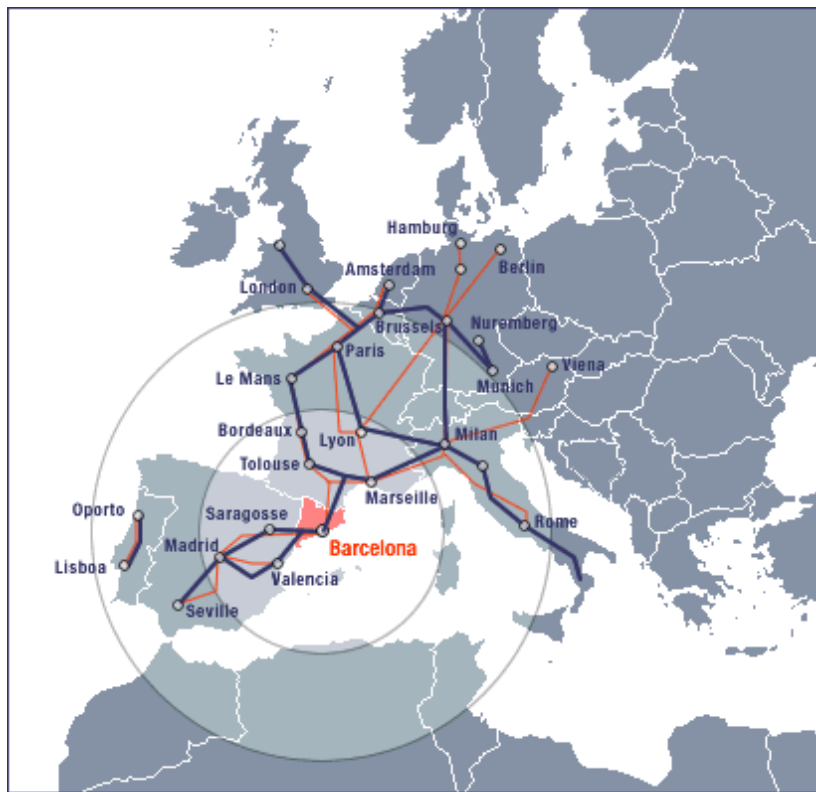 Hamburg
Berlin
Amsterdam
London
Brussels
Nuremberg
Paris
Viena
Le Mans
Munich
Bordeaux
Lyon
Milan
Tolouse
Marseille
Saragosse
Oporto
Rome
Madrid
Barcelona
Lisboa
Valencia
Seville